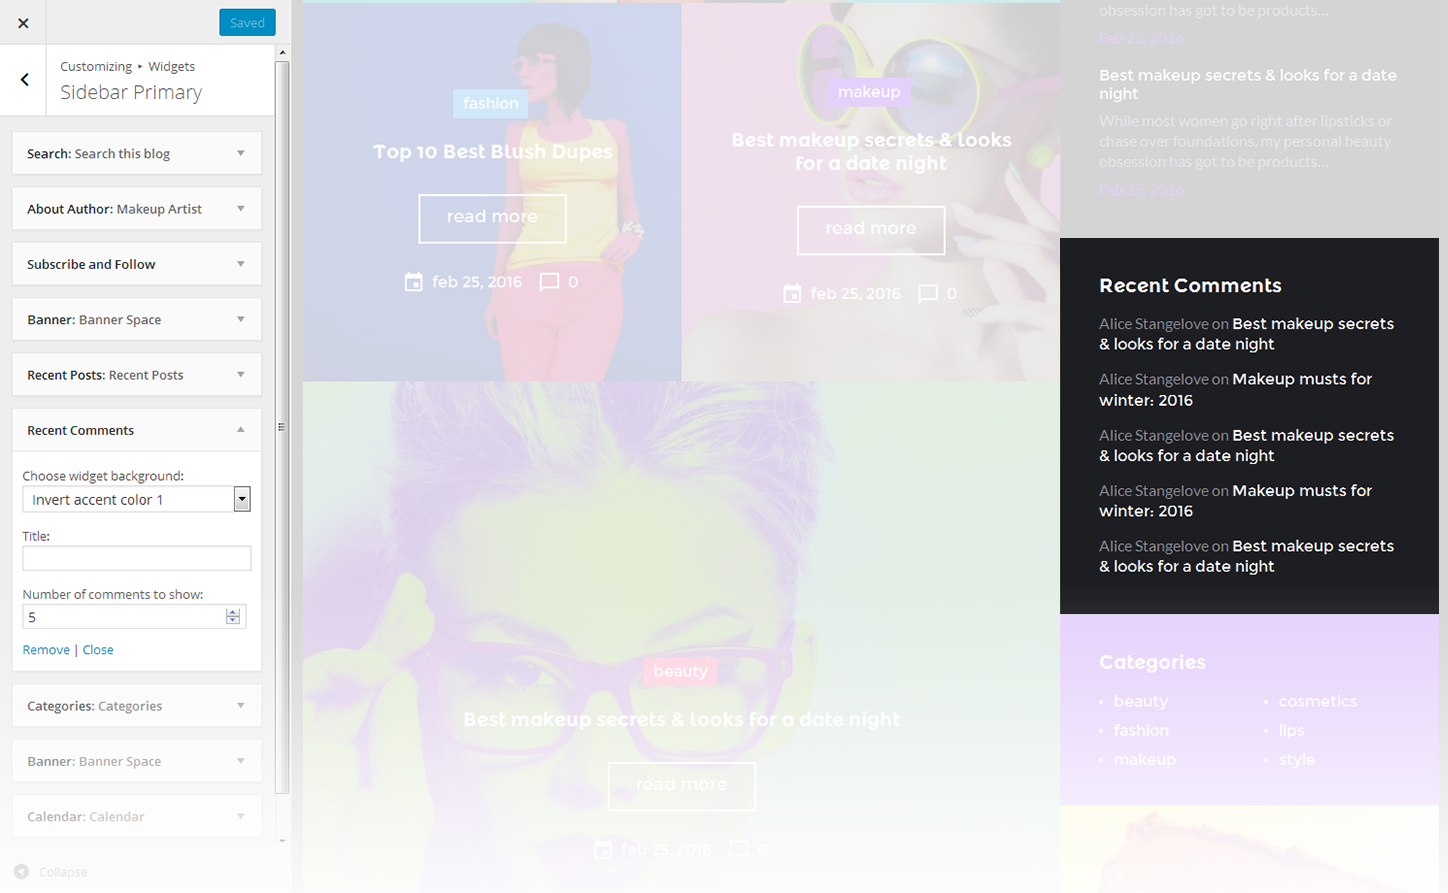 Saved
Customizing ▸ Widgets
Sidebar Primary
Search: Search this blog
About Author: Makeup Artist
Subscribe and Follow
Banner: Banner Space
Recent Posts: Recent Posts
Recent Comments
Choose widget background:
Invert accent color 1
Title:
Number of comments to show:
5
Remove | Close
Categories: Categories
Banner: Banner Space
Calendar: Calendar
Collapse
fashion
Top 10 Best Blush Dupes
read more
feb 25, 2016 0
makeup
Best makeup secrets & looks
for a date night
read more
feb 25, 2016 0
beauty
Best makeup secrets & looks for a date night
read more
feb 25, 2016 0
obsession has got to be products...
Feb 25, 2016
Best makeup secrets & looks for a date
night
While most women go right after lipsticks or
chase over foundations, my personal beauty
obsession has got to be products...
Feb 25, 2016
Recent Comments
Alice Stangelove on Best makeup secrets
& looks for a date night
Alice Stangelove on Makeup musts for
winter: 2016
Alice Stangelove on Best makeup secrets
& looks for a date night
Alice Stangelove on Makeup musts for
winter: 2016
Alice Stangelove on Best makeup secrets
& looks for a date night
Categories
• beauty
• fashion
• makeup
• cosmetics
• lips
• style